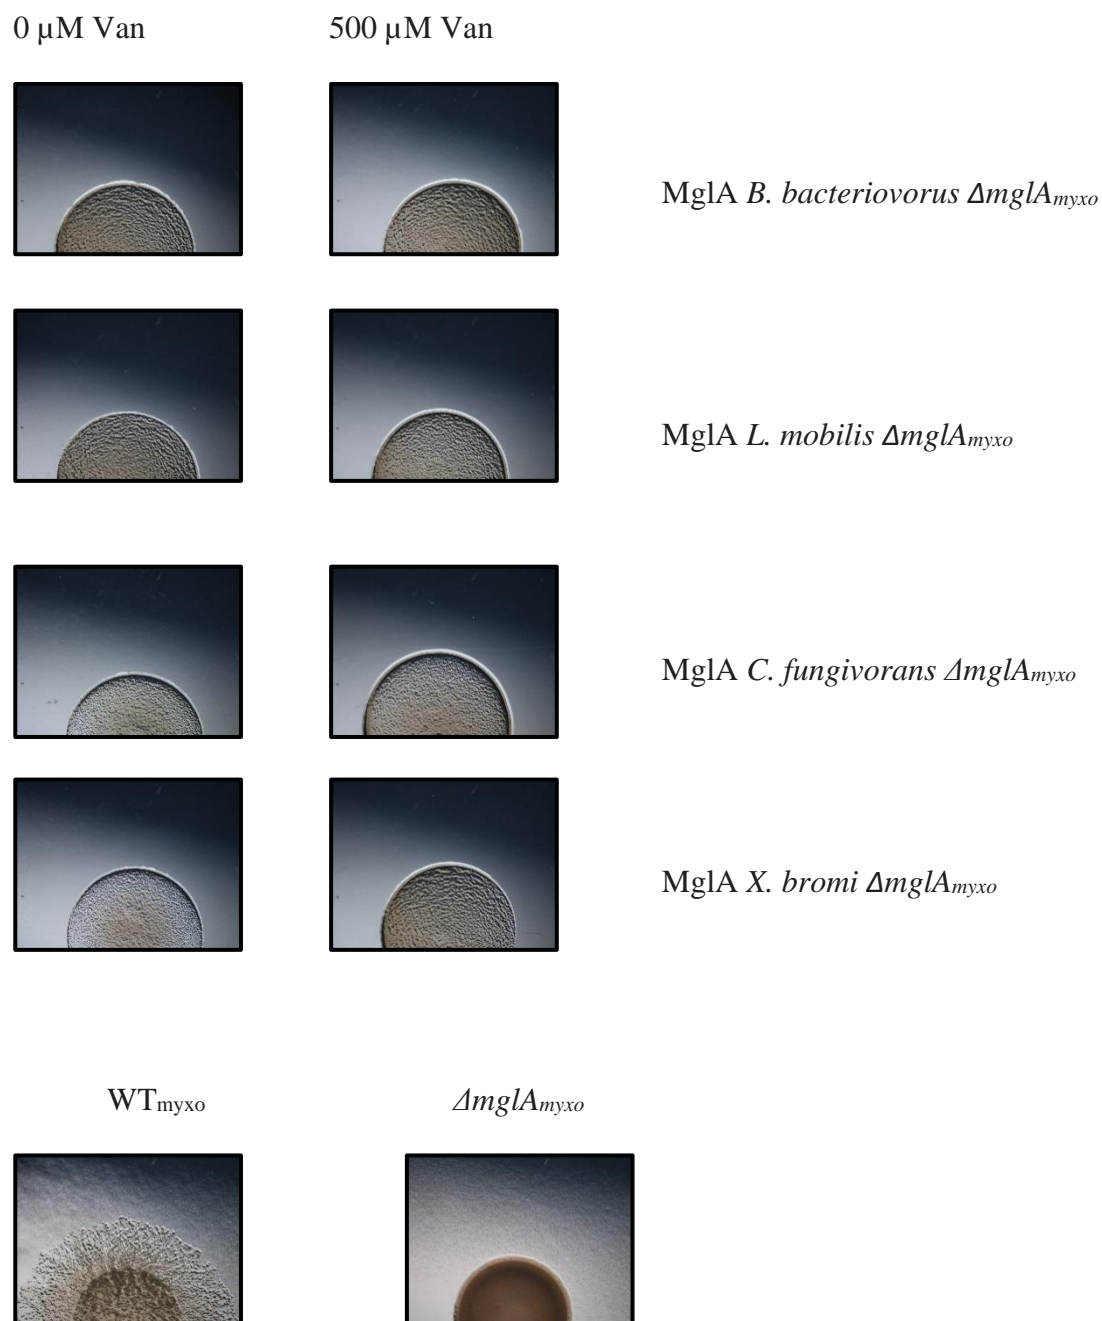 0 µM Van 500 µM Van
MglA B. bacteriovorus ΔmglAmyxo
MglA L. mobilis ΔmglAmyxo
MglA C. fungivorans ΔmglAmyxo
MglA X. bromi ΔmglAmyxo
WTmyxo ΔmglAmyxo